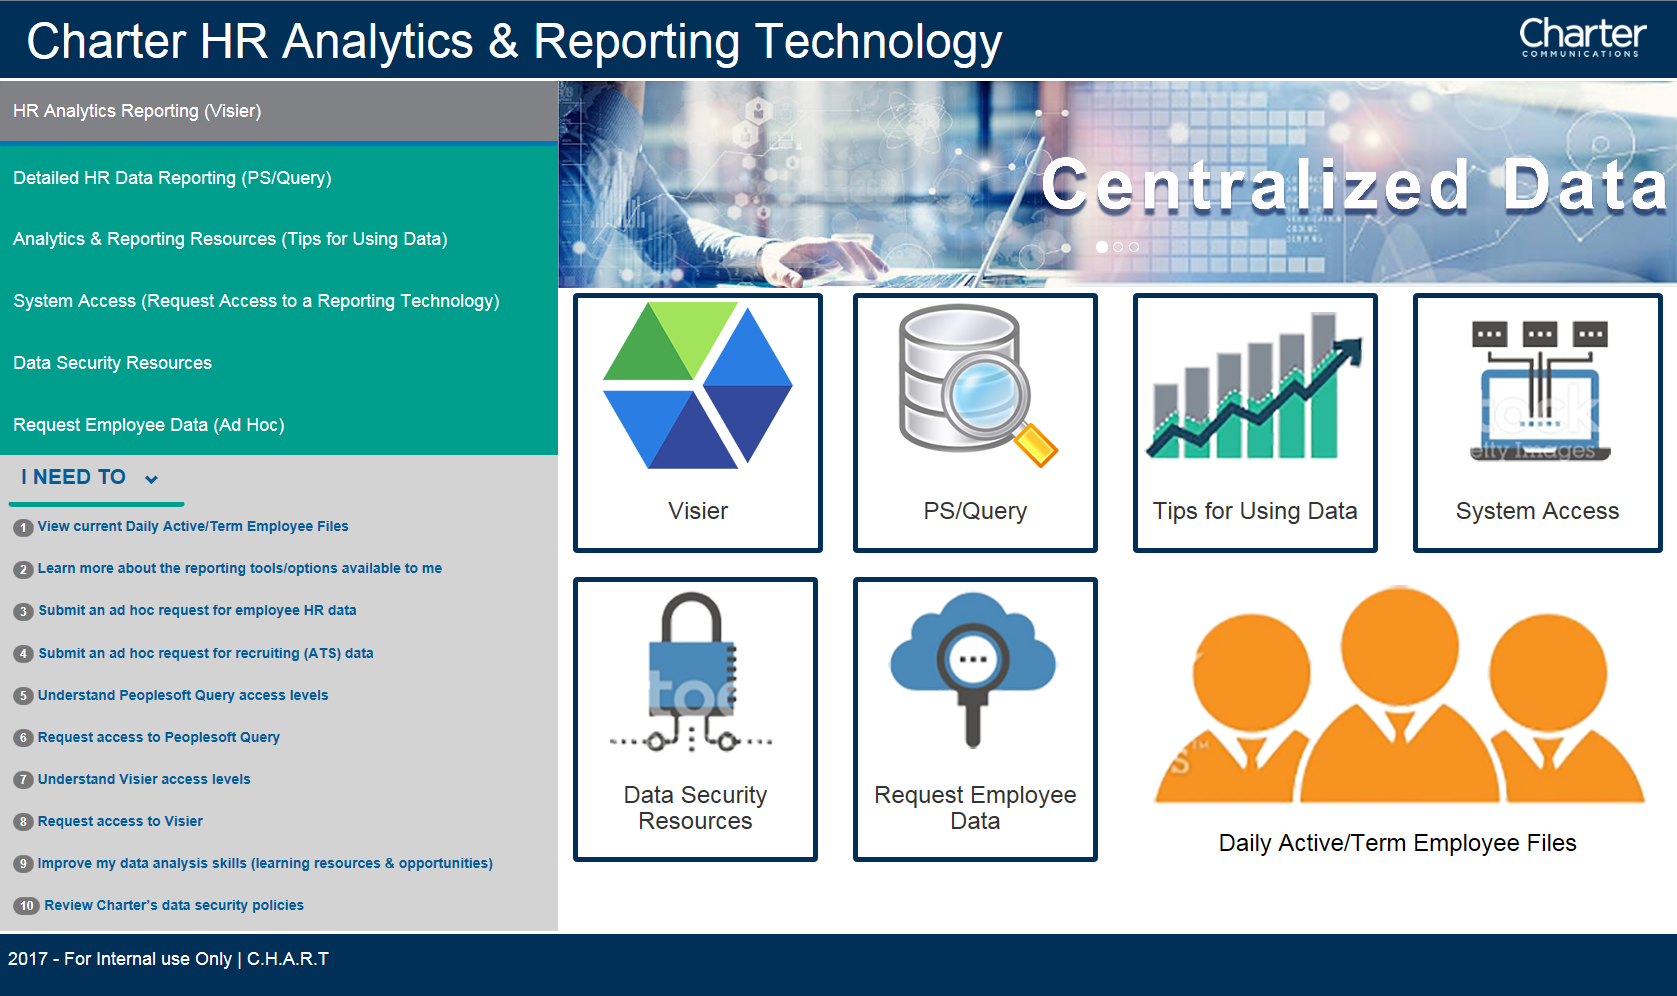 Charter HR Analytics & Reporting Technology
Charter
COMMUNICATIONS
HR Analytics Reporting (Visier)
Detailed HR Data Reporting (PS/Query)
Analytics & Reporting Resources (Tips for Using Data)
System Access (Request Access to a Reporting Technology)
Data Security Resources
Request Employee Data (Ad Hoc)
I NEED TO
1 View current Daily Active/Term Employee Files
2 Learn more about the reporting tools/options available to me
3 Submit an ad hoc request for employee HR data
4 Submit an ad hoc request for recruiting (ATS) data
5 Understand Peoplesoft Query access levels
6 Request access to Peoplesoft Query
7 Understand Visier access levels
8 Request access to Visier
9 Improve my data analysis skills (learning resources & opportunities)
10 Review Charter's data security policies
Centralized Data
Visier
PS/Query
Tips for Using Data
tock
etty Images
System Access
toc
Data Security
Resources
Request Employee
Data
s™
Daily Active/Term Employee Files
2017 - For Internal use Only | C.H.A.R.T